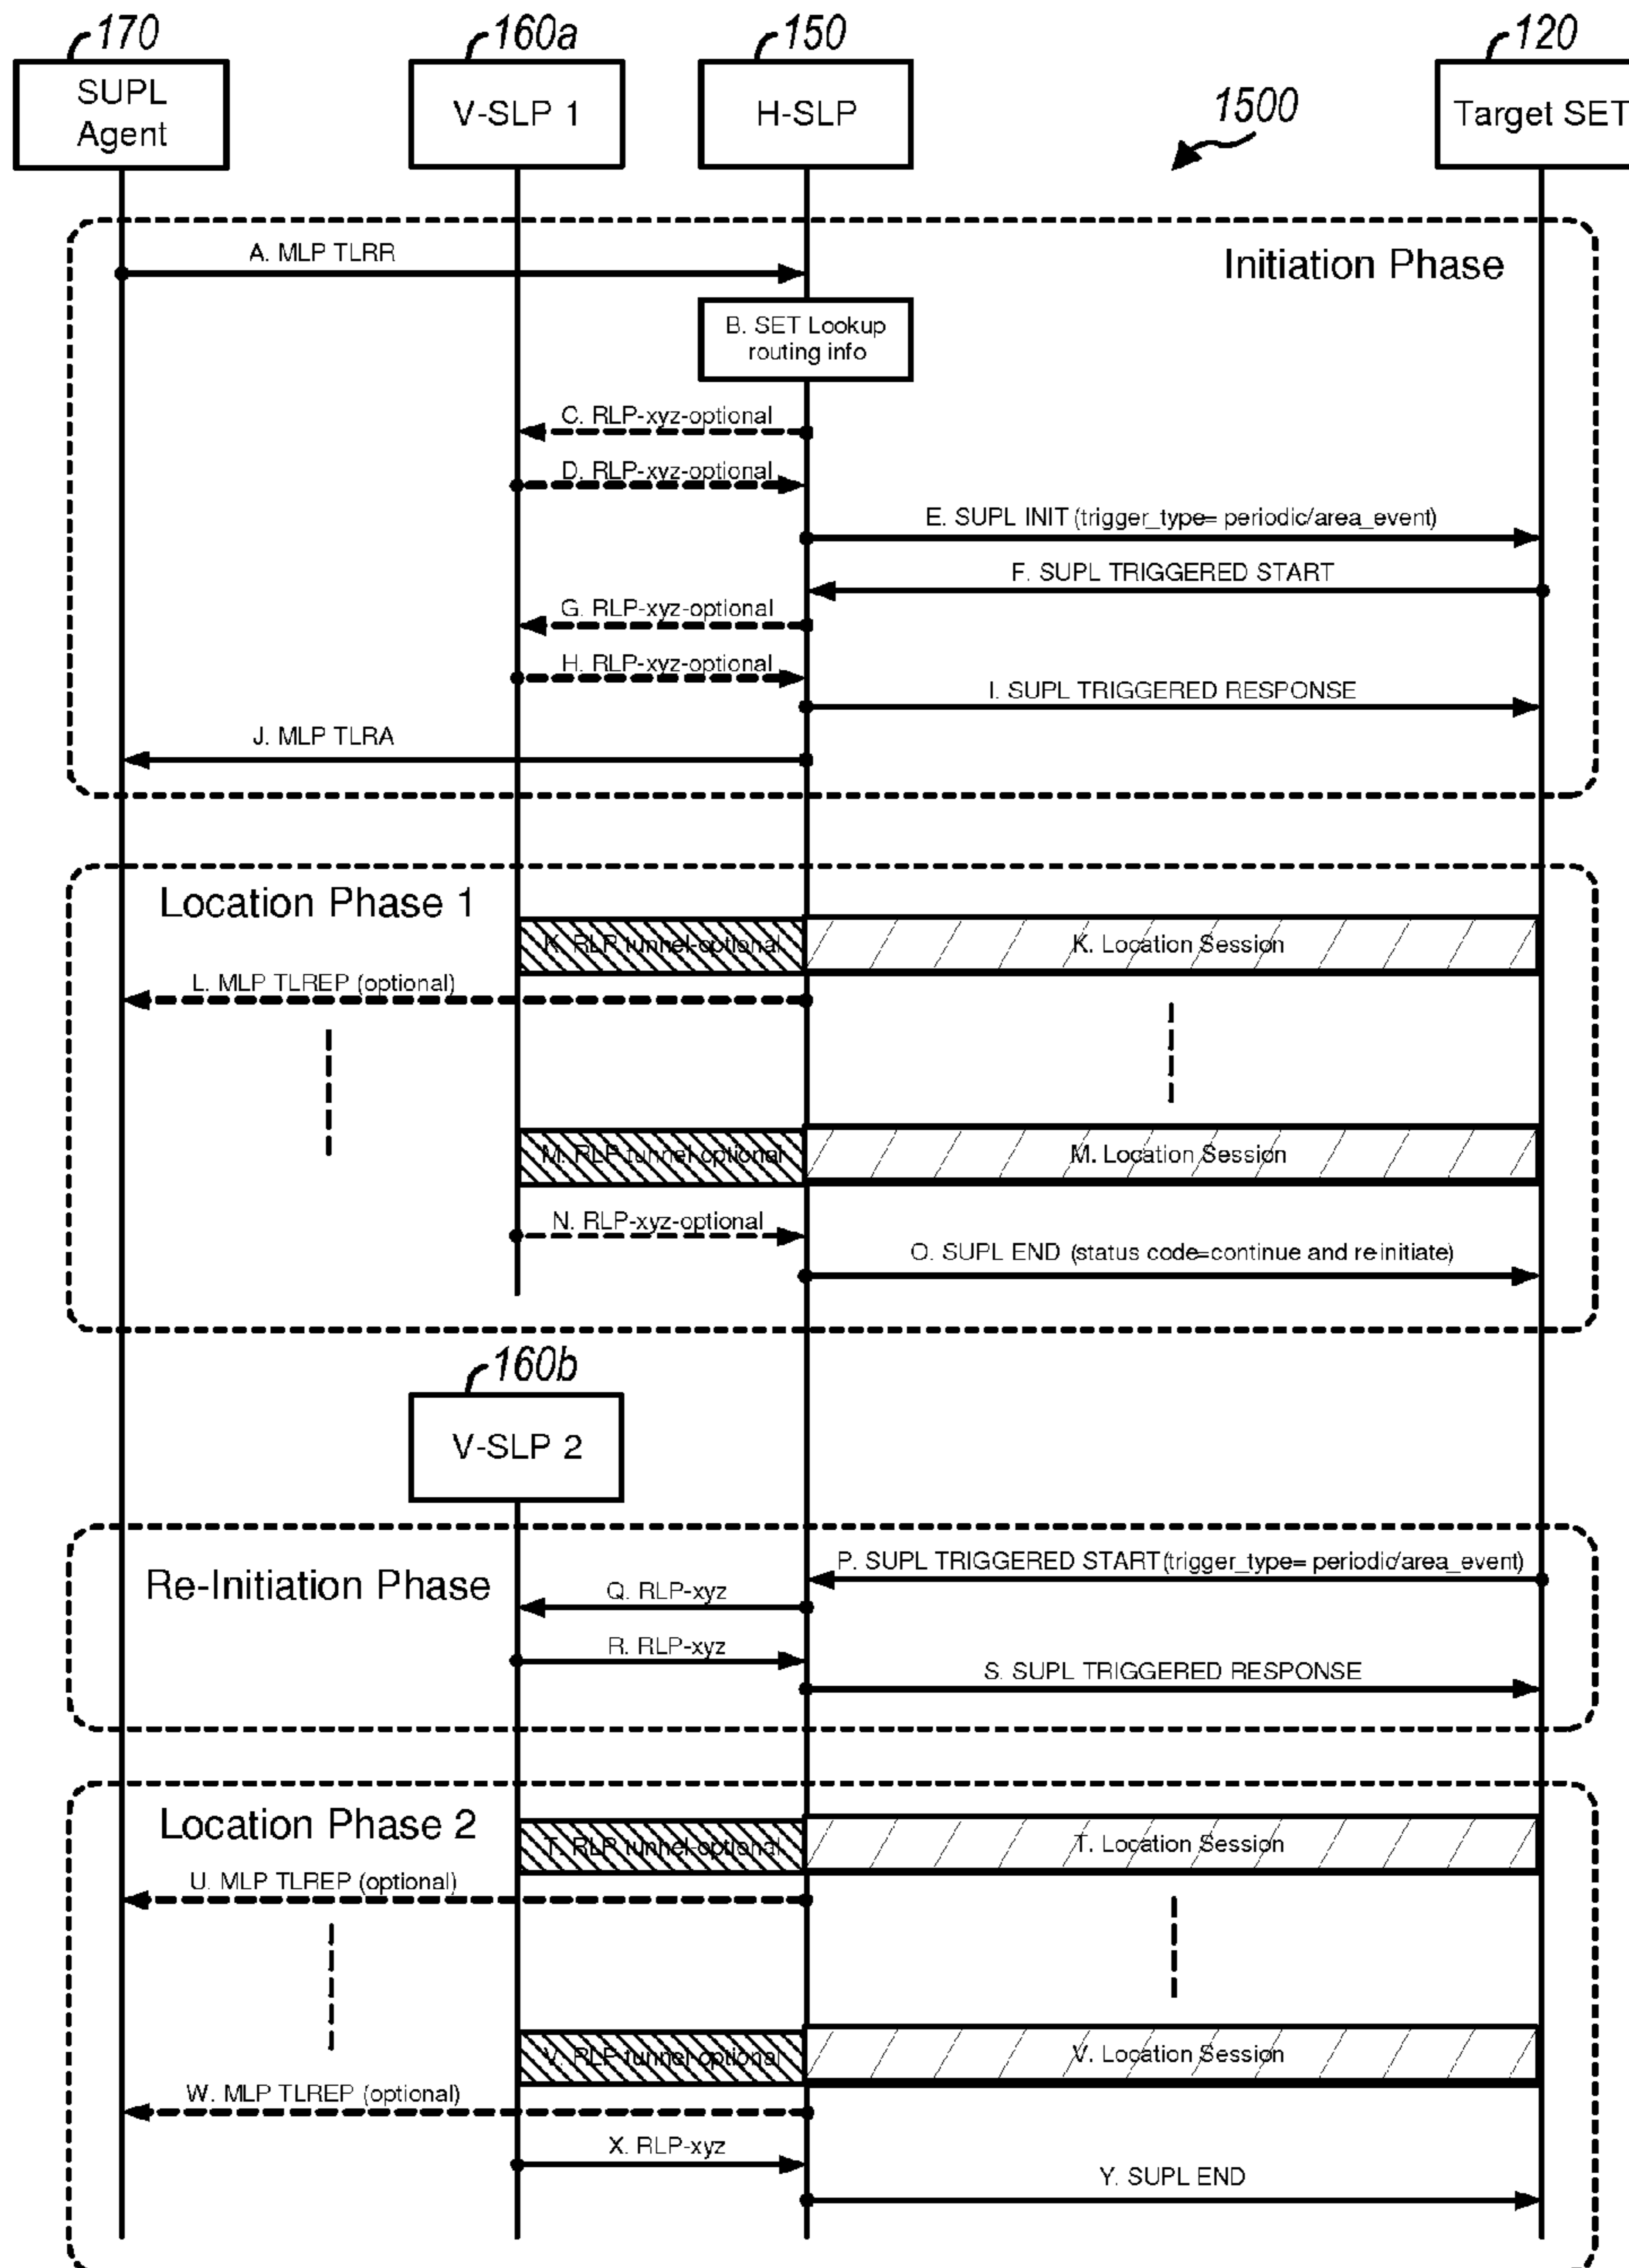 170
160a
150
120
SUPL
Agent
V-SLP 1
H-SLP
1500
Target SET
Initiation Phase
A. MLP TLRR
B. SET Lookup
routing info
C. RLP-xyz-optional
D. RLP-xyz-optional
E. SUPL INIT (trigger_type= periodic/area_event)
F. SUPL TRIGGERED START
G. RLP-xyz-optional
H. RLP-xyz-optional
I. SUPL TRIGGERED RESPONSE
J. MLP TLRA
Location Phase 1
K. RLP tunnel-optional
K. Location Session
L. MLP TLREP (optional)
M. RLP tunnel-optional
M. Location Session
N. RLP-xyz-optional
O. SUPL END (status code=continue and reinitiate)
160b
V-SLP 2
Re-Initiation Phase
P. SUPL TRIGGERED START(trigger_type= periodic/area_event)
Q. RLP-xyz
R. RLP-xyz
S. SUPL TRIGGERED RESPONSE
Location Phase 2
T. RLP tunnel-optional
T. Location Session
U. MLP TLREP (optional)
V. RLP tunnel-optional
V. Location Session
W. MLP TLREP (optional)
X. RLP-xyz
Y. SUPL END